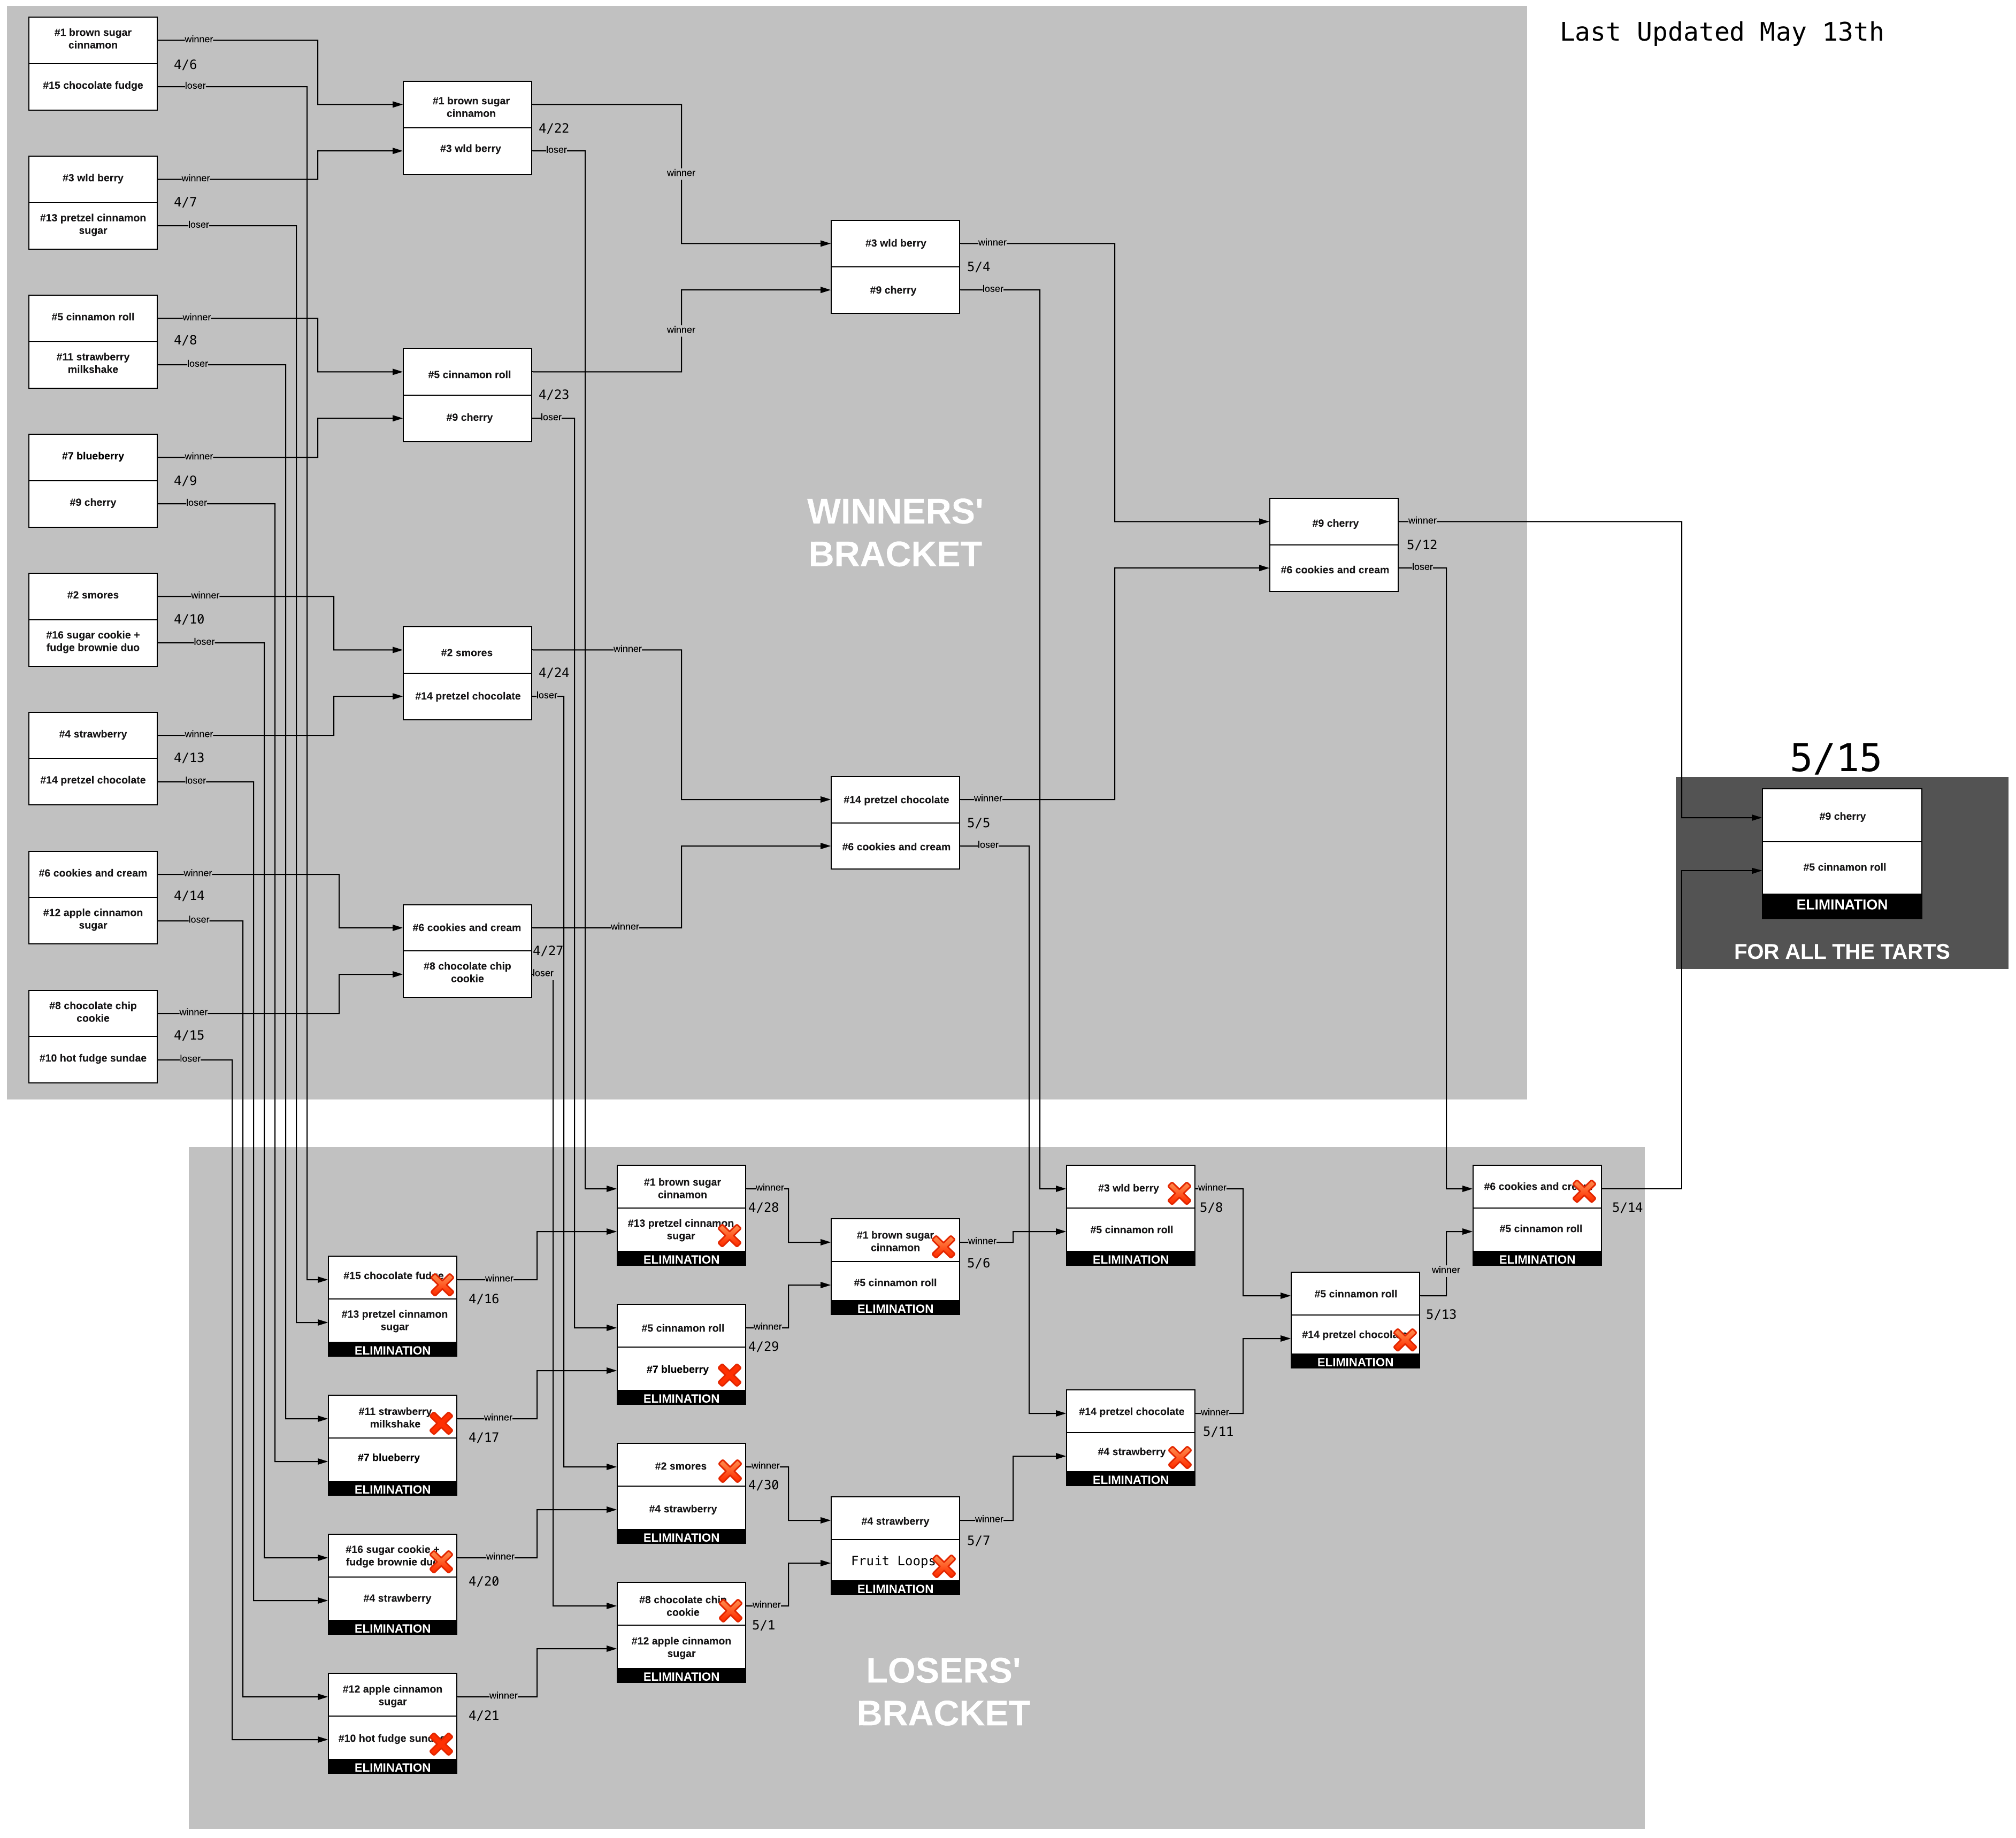 Last Updated May 13th
#1 brown sugar
cinnamon
winner
4/6
#15 chocolate fudge
loser
#3 wld berry
winner
4/7
#13 pretzel cinnamon
sugar
loser
#5 cinnamon roll
winner
4/8
#11 strawberry
milkshake
loser
#7 blueberry
winner
4/9
#9 cherry
loser
#2 smores
winner
4/10
#16 sugar cookie +
fudge brownie duo
loser
#4 strawberry
winner
4/13
#14 pretzel chocolate
loser
#6 cookies and cream
winner
4/14
#12 apple cinnamon
sugar
loser
#8 chocolate chip
cookie
winner
4/15
#10 hot fudge sundae
loser
#1 brown sugar
cinnamon
4/22
#3 wld berry
loser
winner
#5 cinnamon roll
4/23
#9 cherry
loser
winner
#2 smores
winner
4/24
#14 pretzel chocolate
loser
#6 cookies and cream
winner
4/27
#8 chocolate chip
cookie
loser
#3 wld berry
winner
5/4
#9 cherry
loser
#14 pretzel chocolate
winner
5/5
#6 cookies and cream
loser
WINNERS'
BRACKET
#9 cherry
winner
5/12
#6 cookies and cream
loser
5/15
#9 cherry
#5 cinnamon roll
ELIMINATION
FOR ALL THE TARTS
#15 chocolate fudge
winner
4/16
#13 pretzel cinnamon
sugar
ELIMINATION
#11 strawberry
milkshake
winner
4/17
#7 blueberry
ELIMINATION
#16 sugar cookie +
fudge brownie duo
winner
4/20
#4 strawberry
ELIMINATION
#12 apple cinnamon
sugar
winner
4/21
#10 hot fudge sundae
ELIMINATION
#1 brown sugar
cinnamon
winner
4/28
#13 pretzel cinnamon
sugar
ELIMINATION
#5 cinnamon roll
winner
4/29
#7 blueberry
ELIMINATION
#2 smores
winner
4/30
#4 strawberry
ELIMINATION
#8 chocolate chip
cookie
winner
5/1
#12 apple cinnamon
sugar
ELIMINATION
#1 brown sugar
cinnamon
winner
5/6
#5 cinnamon roll
ELIMINATION
#4 strawberry
winner
5/7
Fruit Loops
ELIMINATION
#3 wld berry
winner
5/8
#5 cinnamon roll
ELIMINATION
#14 pretzel chocolate
winner
5/11
#4 strawberry
ELIMINATION
#5 cinnamon roll
winner
5/13
#14 pretzel chocolate
ELIMINATION
#6 cookies and cream
5/14
#5 cinnamon roll
ELIMINATION
LOSERS'
BRACKET